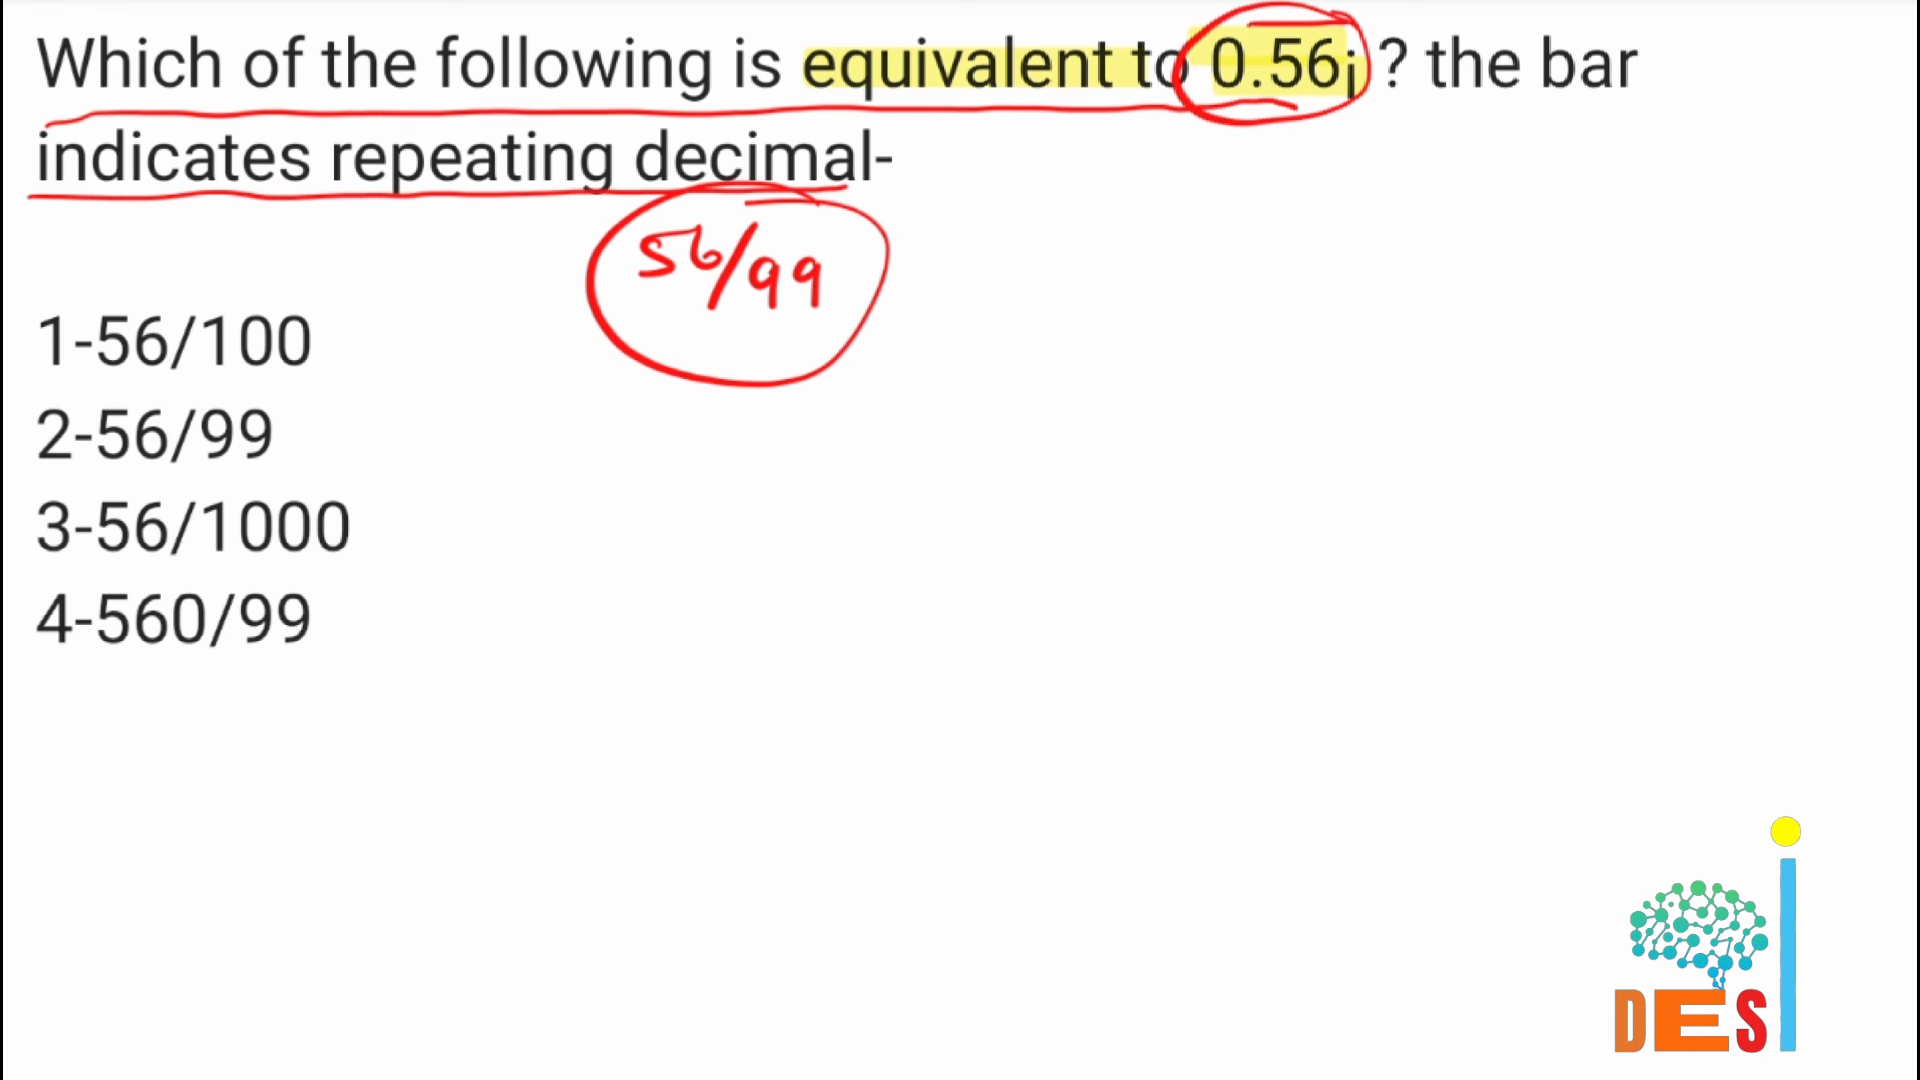 Which of the following is equivalent to 0.56¡ ? the bar
indicates repeating decimal-
56/99
1-56/100
2-56/99
3-56/1000
4-560/99
DESI